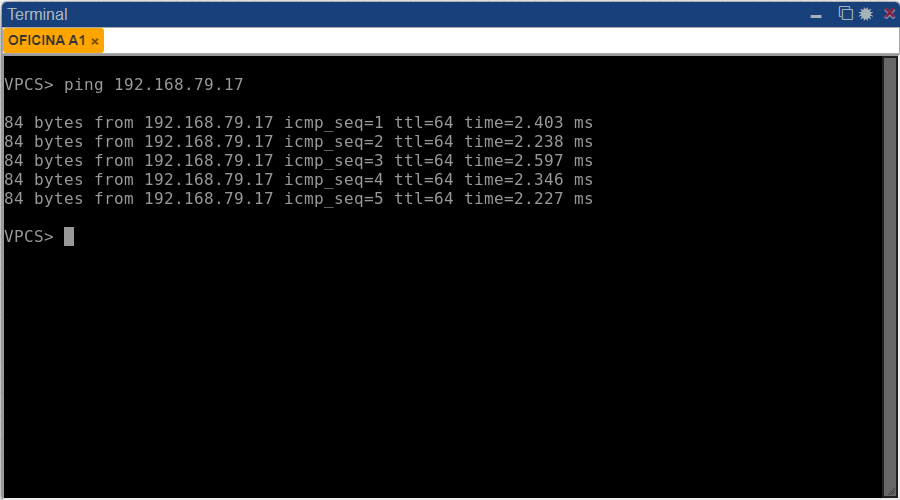 Terminal
OFICINA A1 ×
VPCS> ping 192.168.79.17
84 bytes from 192.168.79.17 icmp_seq=1 ttl=64 time=2.403 ms
84 bytes from 192.168.79.17 icmp_seq=2 ttl=64 time=2.238 ms
84 bytes from 192.168.79.17 icmp_seq=3 ttl=64 time=2.597 ms
84 bytes from 192.168.79.17 icmp_seq=4 ttl=64 time=2.346 ms
84 bytes from 192.168.79.17 icmp_seq=5 ttl=64 time=2.227 ms
VPCS>